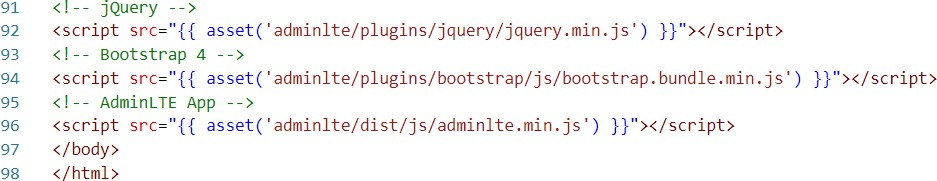 91 <!-- jQuery -->
92 <script src="{{ asset('adminlte/plugins/jquery/jquery.min.js') }}"></script>
93 <!-- Bootstrap 4 -->
94 <script src="{{ asset('adminlte/plugins/bootstrap/js/bootstrap.bundle.min.js') }}"></script>
95 <!-- AdminLTE App -->
96 <script src="{{ asset('adminlte/dist/js/adminlte.min.js') }}"></script>
97 </body>
98 </html>